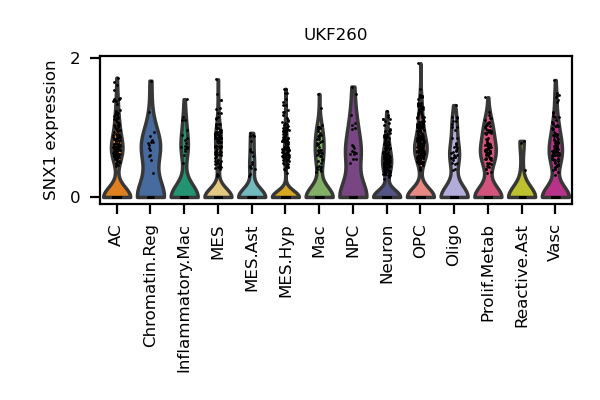 UKF260
SNX1 expression
2
0
AC
Chromatin.Reg
Inflammatory.Mac
MES
MES.Ast
MES.Hyp
Mac
NPC
Neuron
OPC
Oligo
Prolif.Metab
Reactive.Ast
Vasc